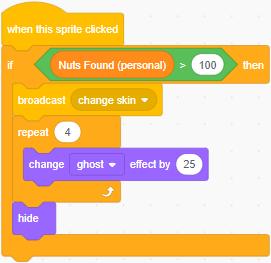 when this sprite clicked
if Nuts Found (personal) > 100 then
broadcast change skin
repeat 4
change ghost effect by 25
hide